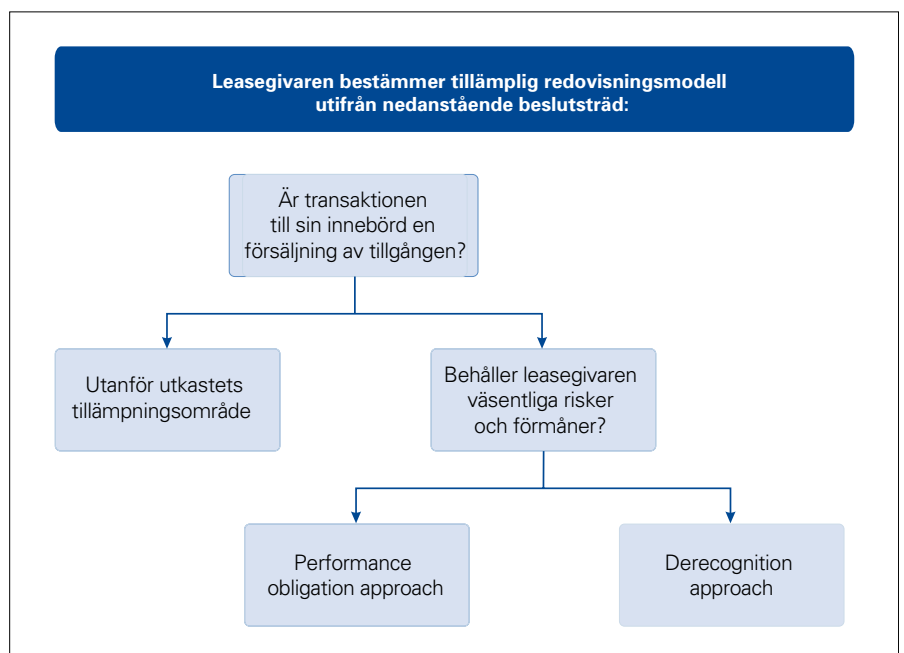 Leasegivaren bestämmer tillämplig redovisningsmodell
utifrån nedanstående beslutsträd:
Är transaktionen
till sin innebörd en
försäljning av tillgången?
Utanför utkastets
tillämpningsområde
Behåller leasegivaren
väsentliga risker
och förmåner?
Performance
obligation approach
Derecognition
approach